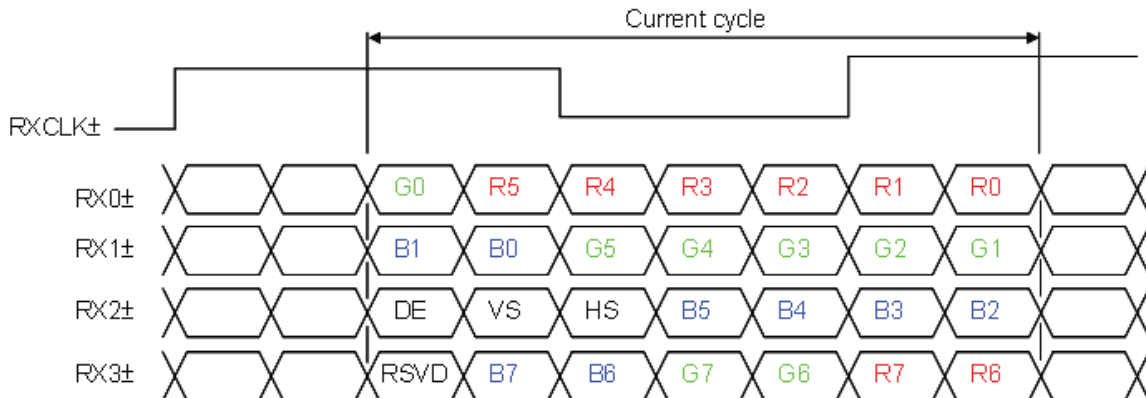 Current cycle
RXCLK±
RX0± G0 R5 R4 R3 R2 R1 R0
RX1± B1 B0 G5 G4 G3 G2 G1
RX2± DE VS HS B5 B4 B3 B2
RX3± RSVD B7 B6 G7 G6 R7 R6